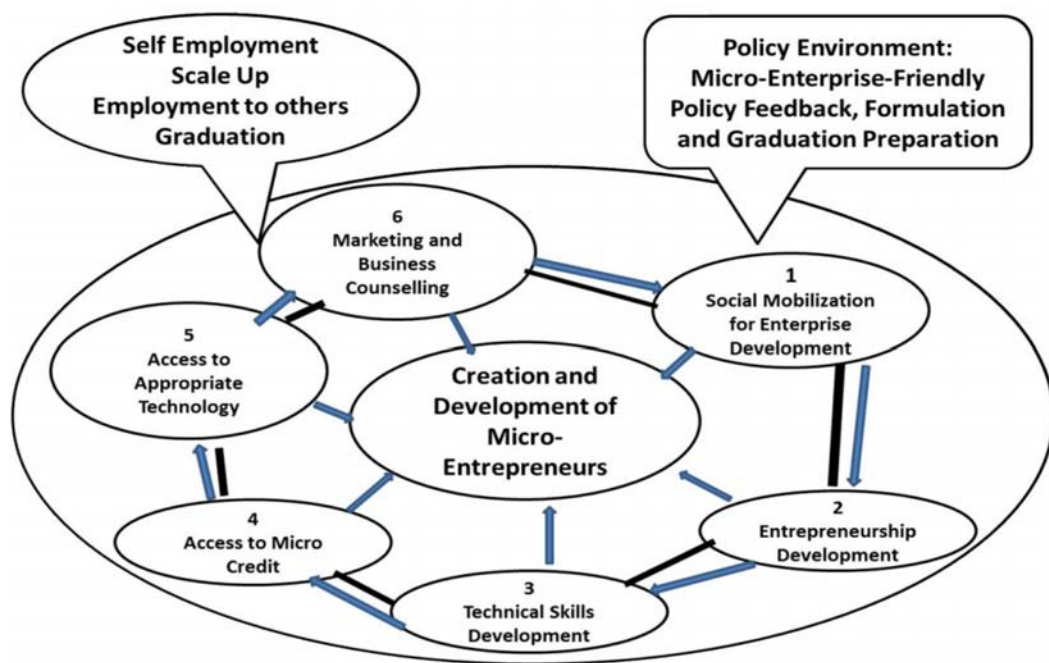 Self Employment
Scale Up
Employment to others
Graduation
Policy Environment:
Micro-Enterprise-Friendly
Policy Feedback, Formulation
and Graduation Preparation
6
Marketing and
Business
Counselling
1
Social Mobilization
for Enterprise
Development
5
Access to
Appropriate
Technology
Creation and
Development of
Micro-
Entrepreneurs
2
Entrepreneurship
Development
4
Access to Micro
Credit
3
Technical Skills
Development